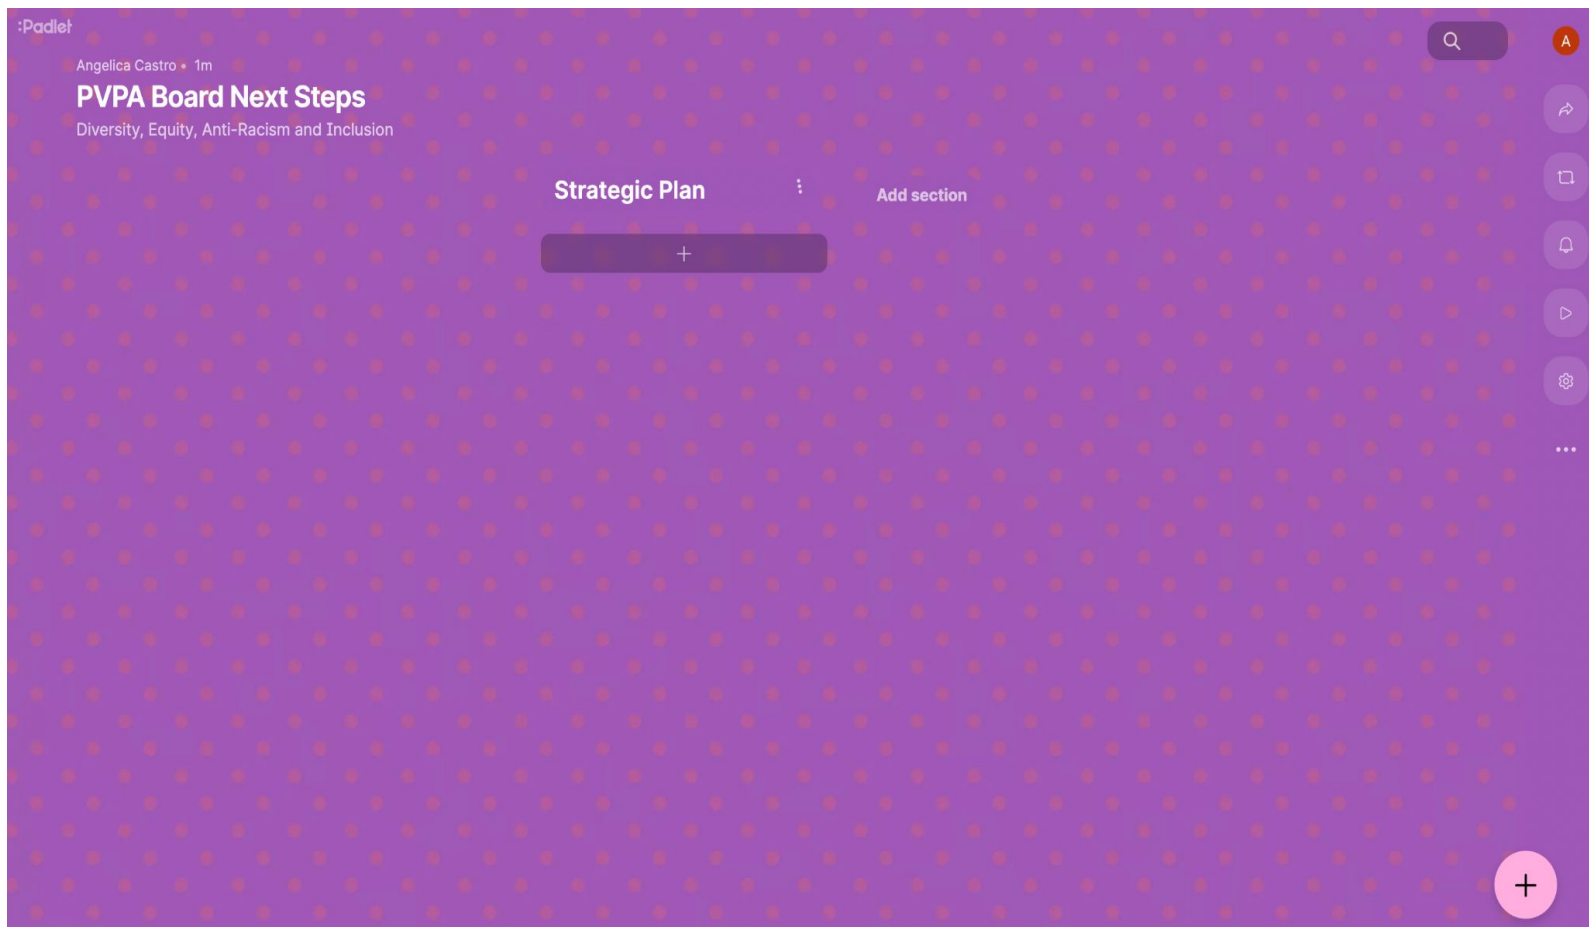 :Padlet
Angelica Castro • 1m
PVPA Board Next Steps
Diversity, Equity, Anti-Racism and Inclusion
Strategic Plan
Add section
A